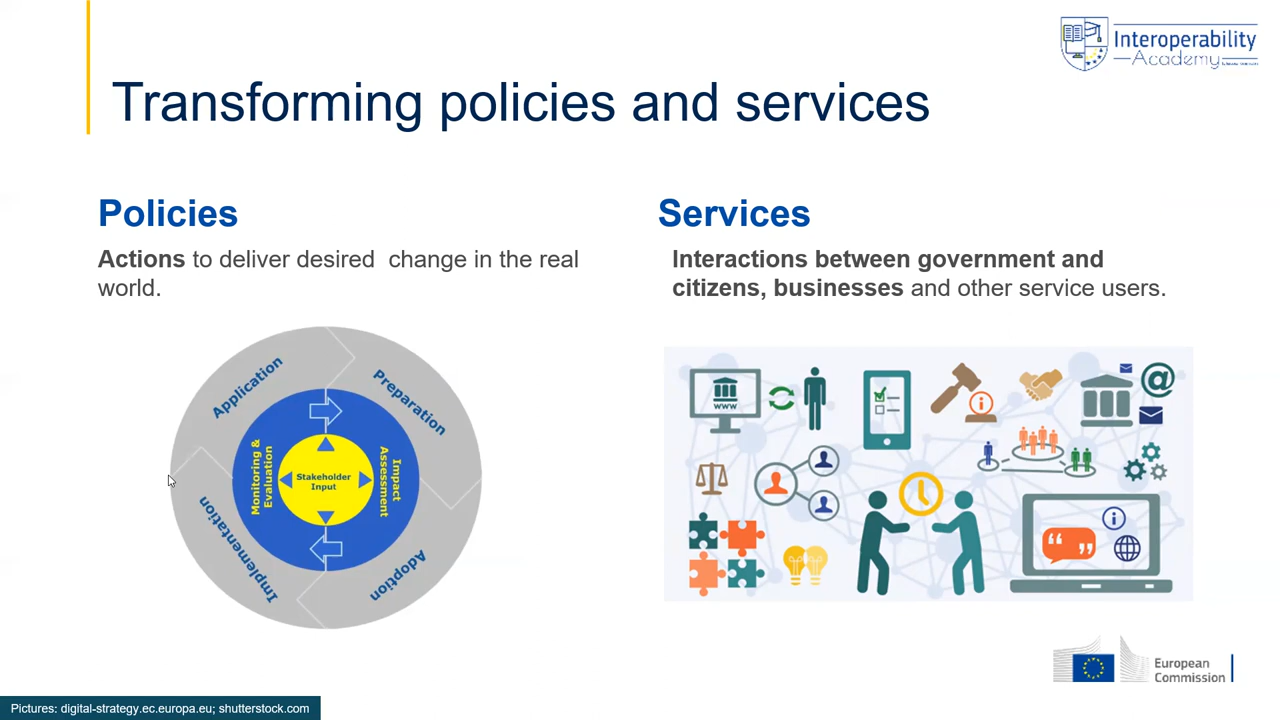 Interoperability
Academy
Transforming policies and services
Policies
Actions to deliver desired change in the real
world.
Services
Interactions between government and
citizens, businesses and other service users.
Application
Preparation
Monitoring &
Evaluation
Stakeholder
Input
Impact
Assessment
Implementation
Adoption
www
@
i
“ ”
i
European
Commission
Pictures: digital-strategy.ec.europa.eu; shutterstock.com